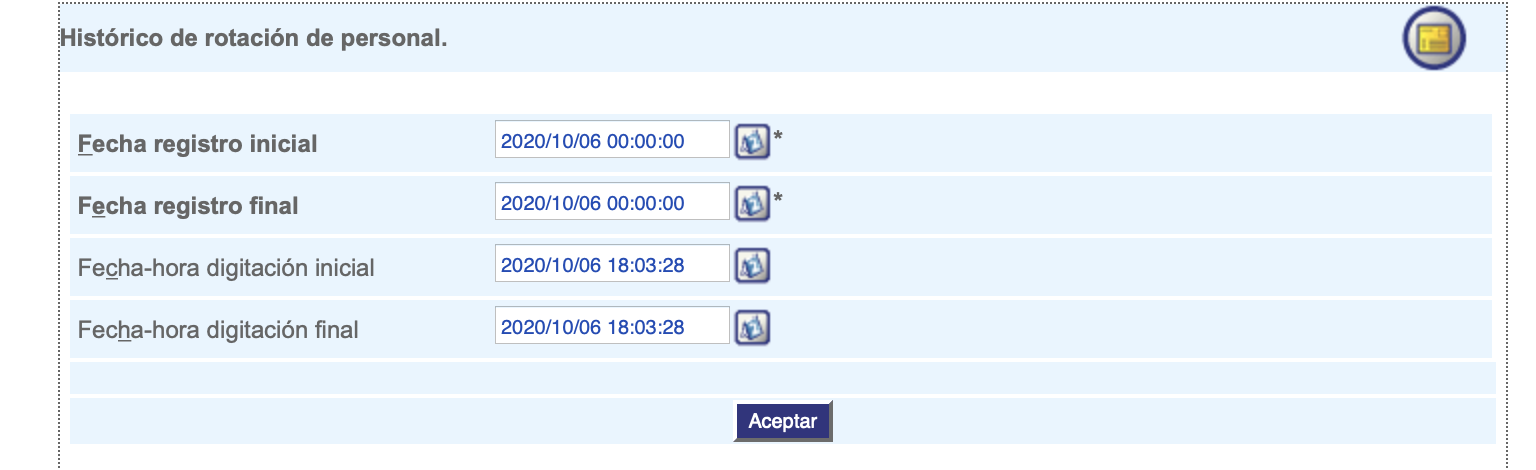 Histórico de rotación de personal.
Fecha registro inicial 2020/10/06 00:00:00 *
Fecha registro final 2020/10/06 00:00:00 *
Fecha-hora digitación inicial 2020/10/06 18:03:28
Fecha-hora digitación final 2020/10/06 18:03:28
Aceptar